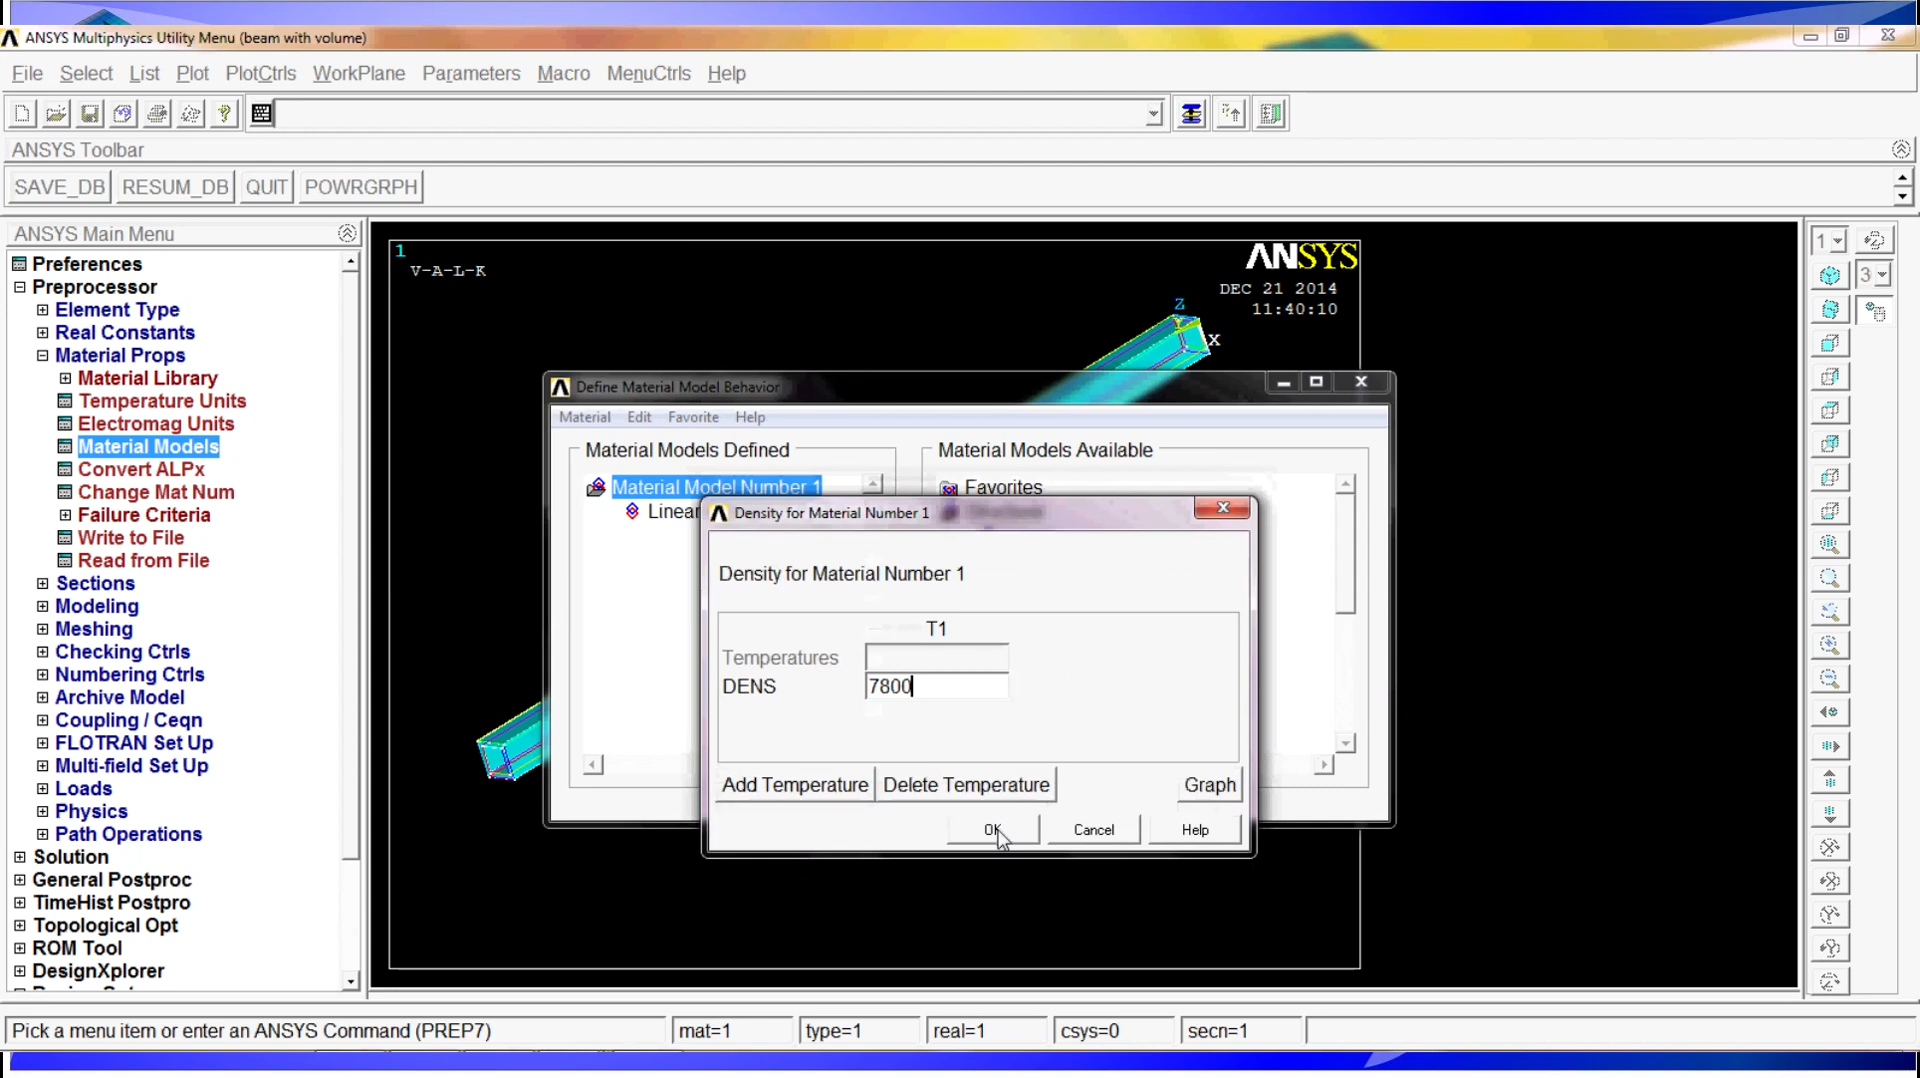 ANSYS Multiphysics Utility Menu (beam with volume)
File Select List Plot PlotCtrls WorkPlane Parameters Macro MenuCtrls Help
ANSYS Toolbar
SAVE_DB RESUM_DB QUIT POWRGRPH
ANSYS Main Menu
Preferences
Preprocessor
Element Type
Real Constants
Material Props
Material Library
Temperature Units
Electromag Units
Material Models
Convert ALPx
Change Mat Num
Failure Criteria
Write to File
Read from File
Sections
Modeling
Meshing
Checking Ctrls
Numbering Ctrls
Archive Model
Coupling / Ceqn
FLOTRAN Set Up
Multi-field Set Up
Loads
Physics
Path Operations
Solution
General Postproc
TimeHist Postpro
Topological Opt
ROM Tool
DesignXplorer
1
V-A-L-K
ANSYS
DEC 21 2014
11:40:10
Z
X
Define Material Model Behavior
Material Edit Favorite Help
Material Models Defined
Material Model Number 1
Linear
Material Models Available
Favorites
Density for Material Number 1
Density for Material Number 1
T1
Temperatures
DENS 7800
Add Temperature Delete Temperature Graph
OK Cancel Help
1
3
Pick a menu item or enter an ANSYS Command (PREP7) mat=1 type=1 real=1 csys=0 secn=1